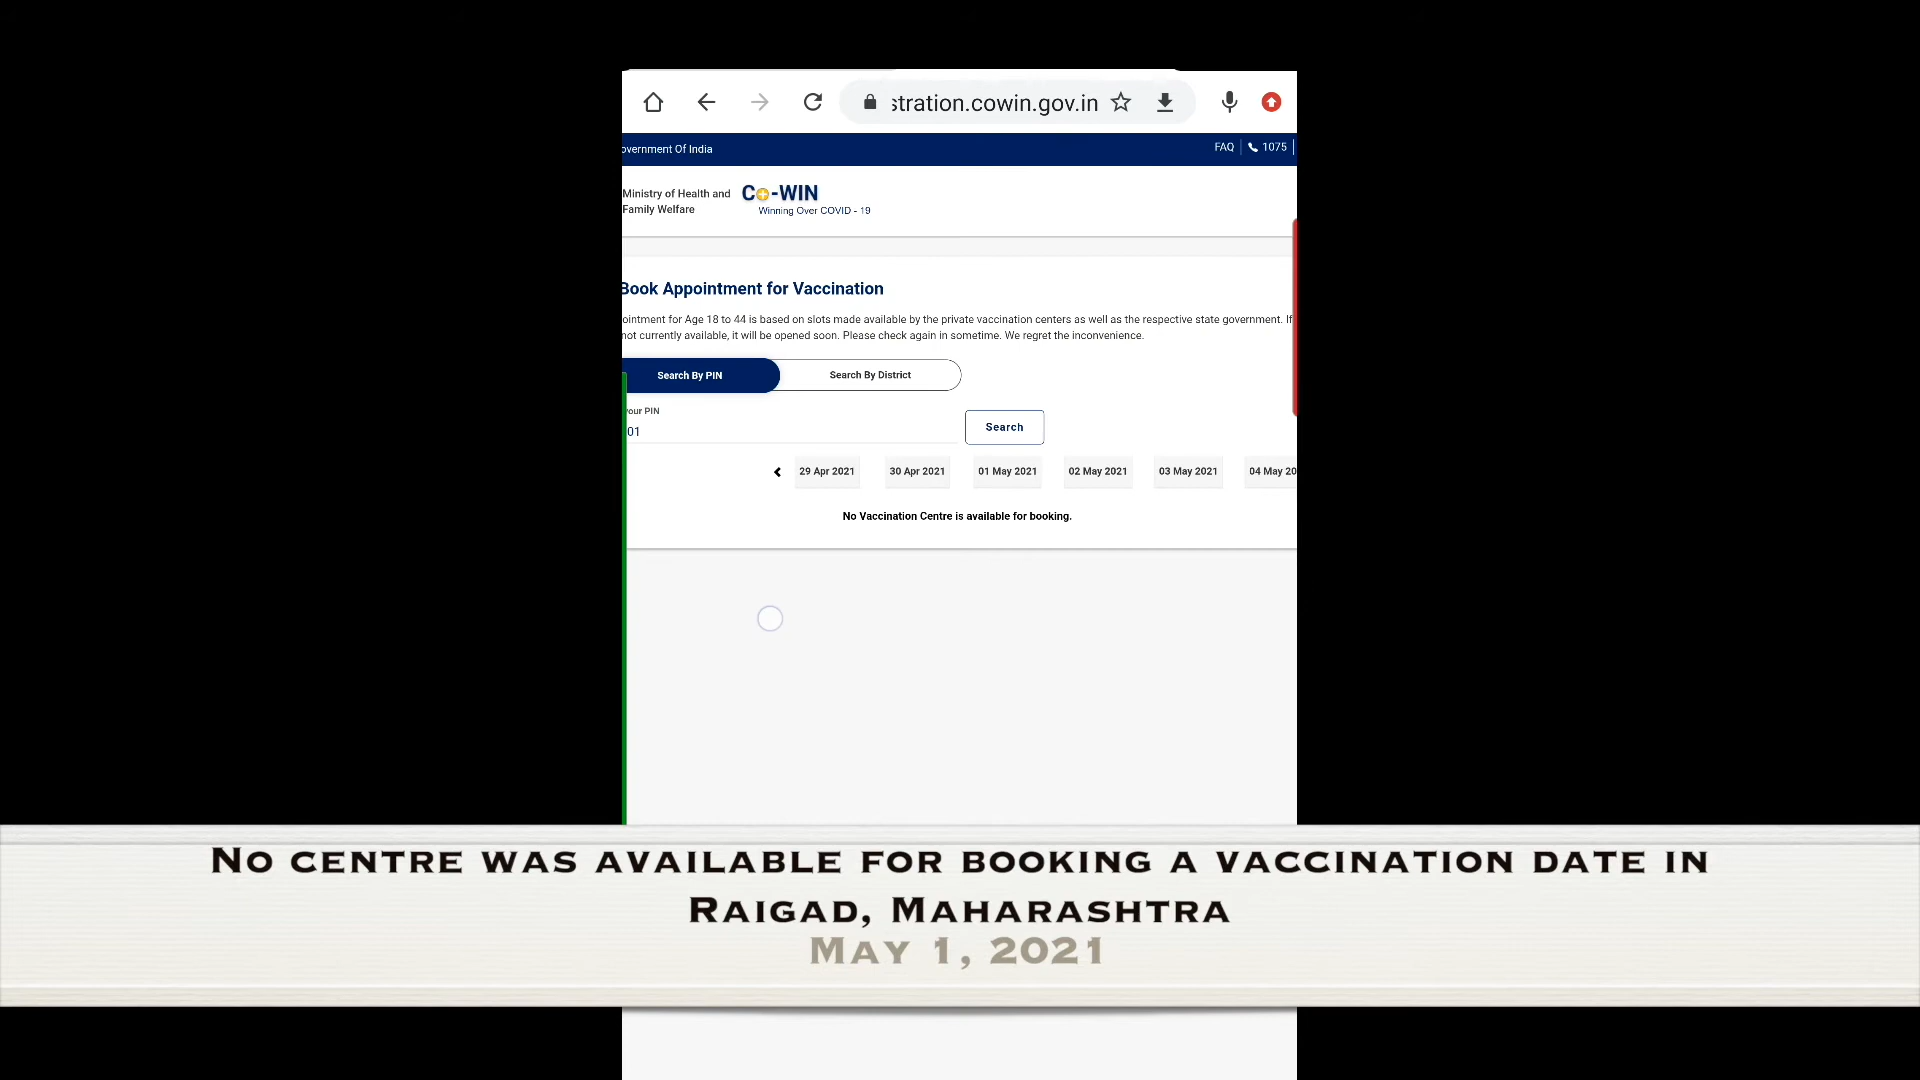 stration.cowin.gov.in
overnment Of India
FAQ 1075
Ministry of Health and
Family Welfare
CO-WIN
Winning Over COVID - 19
Book Appointment for Vaccination
ointment for Age 18 to 44 is based on slots made available by the private vaccination centers as well as the respective state government. If
not currently available, it will be opened soon. Please check again in sometime. We regret the inconvenience.
Search By PIN Search By District
your PIN
01
Search
29 Apr 2021 30 Apr 2021 01 May 2021 02 May 2021 03 May 2021 04 May 20
No Vaccination Centre is available for booking.
No centre was available for booking a vaccination date in
Raigad, Maharashtra
May 1, 2021